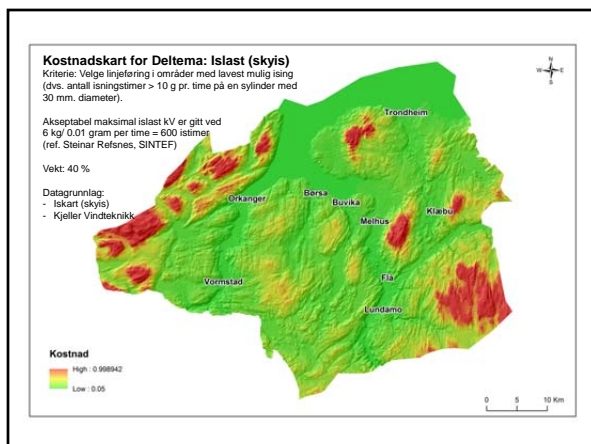 Kostnadskart for Deltema: Islast (skyis)
Kriterie: Velge linjeføring i områder med lavest mulig ising
(dvs. antall isningstimer > 10 g pr. time på en sylinder med
30 mm. diameter).
Akseptabel maksimal islast kV er gitt ved
6 kg/ 0.01 gram per time = 600 istimer
(ref. Steinar Refsnes, SINTEF)
Vekt: 40 %
Datagrunnlag:
- Iskart (skyis)
- Kjeller Vindteknikk
N
W E
S
Trondheim
Orkanger
Børsa
Buvika
Melhus
Klæbu
Vormstad
Flå
Lundamo
Kostnad
High : 0.998942
Low : 0.05
0 5 10 Km